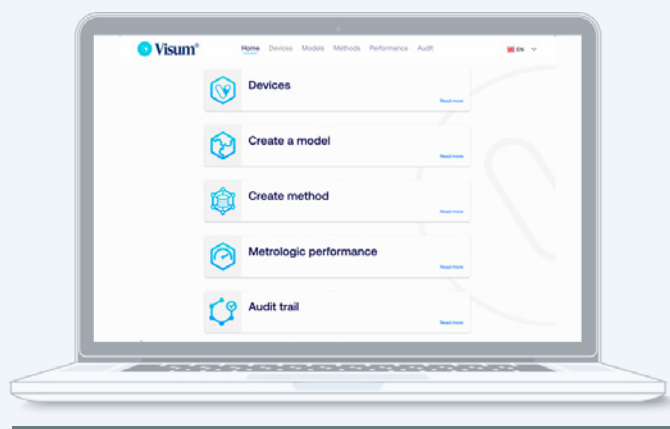 Visum®
Home Devices Models Methods Performance Audit
EN
Devices
Read more
Create a model
Read more
Create method
Read more
Metrologic performance
Read more
Audit trail
Read more